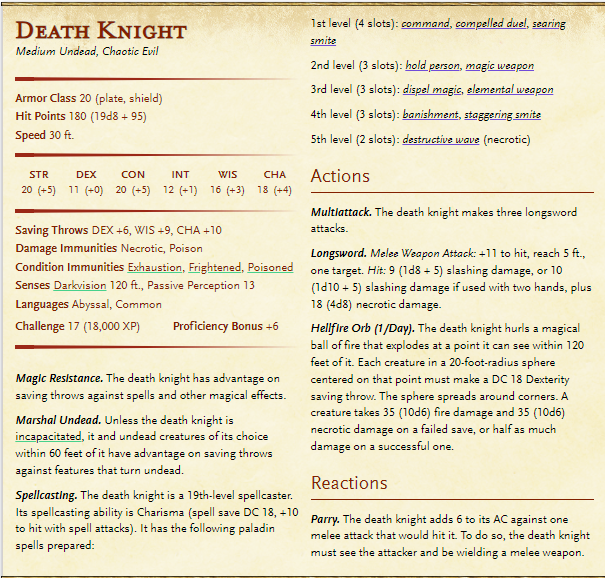 Death Knight
Medium Undead, Chaotic Evil
Armor Class 20 (plate, shield)
Hit Points 180 (19d8 + 95)
Speed 30 ft.
STR DEX CON INT WIS CHA
20 (+5) 11 (+0) 20 (+5) 12 (+1) 16 (+3) 18 (+4)
Saving Throws DEX +6, WIS +9, CHA +10
Damage Immunities Necrotic, Poison
Condition Immunities Exhaustion, Frightened, Poisoned
Senses Darkvision 120 ft., Passive Perception 13
Languages Abyssal, Common
Challenge 17 (18,000 XP) Proficiency Bonus +6
Magic Resistance. The death knight has advantage on
saving throws against spells and other magical effects.
Marshal Undead. Unless the death knight is
incapacitated, it and undead creatures of its choice
within 60 feet of it have advantage on saving throws
against features that turn undead.
Spellcasting. The death knight is a 19th-level spellcaster.
Its spellcasting ability is Charisma (spell save DC 18, +10
to hit with spell attacks). It has the following paladin
spells prepared:
1st level (4 slots): command, compelled duel, searing
smite
2nd level (3 slots): hold person, magic weapon
3rd level (3 slots): dispel magic, elemental weapon
4th level (3 slots): banishment, staggering smite
5th level (2 slots): destructive wave (necrotic)
Actions
Multiattack. The death knight makes three longsword
attacks.
Longsword. Melee Weapon Attack: +11 to hit, reach 5 ft.,
one target. Hit: 9 (1d8 + 5) slashing damage, or 10
(1d10 + 5) slashing damage if used with two hands, plus
18 (4d8) necrotic damage.
Hellfire Orb (1/Day). The death knight hurls a magical
ball of fire that explodes at a point it can see within 120
feet of it. Each creature in a 20-foot-radius sphere
centered on that point must make a DC 18 Dexterity
saving throw. The sphere spreads around corners. A
creature takes 35 (10d6) fire damage and 35 (10d6)
necrotic damage on a failed save, or half as much
damage on a successful one.
Reactions
Parry. The death knight adds 6 to its AC against one
melee attack that would hit it. To do so, the death knight
must see the attacker and be wielding a melee weapon.